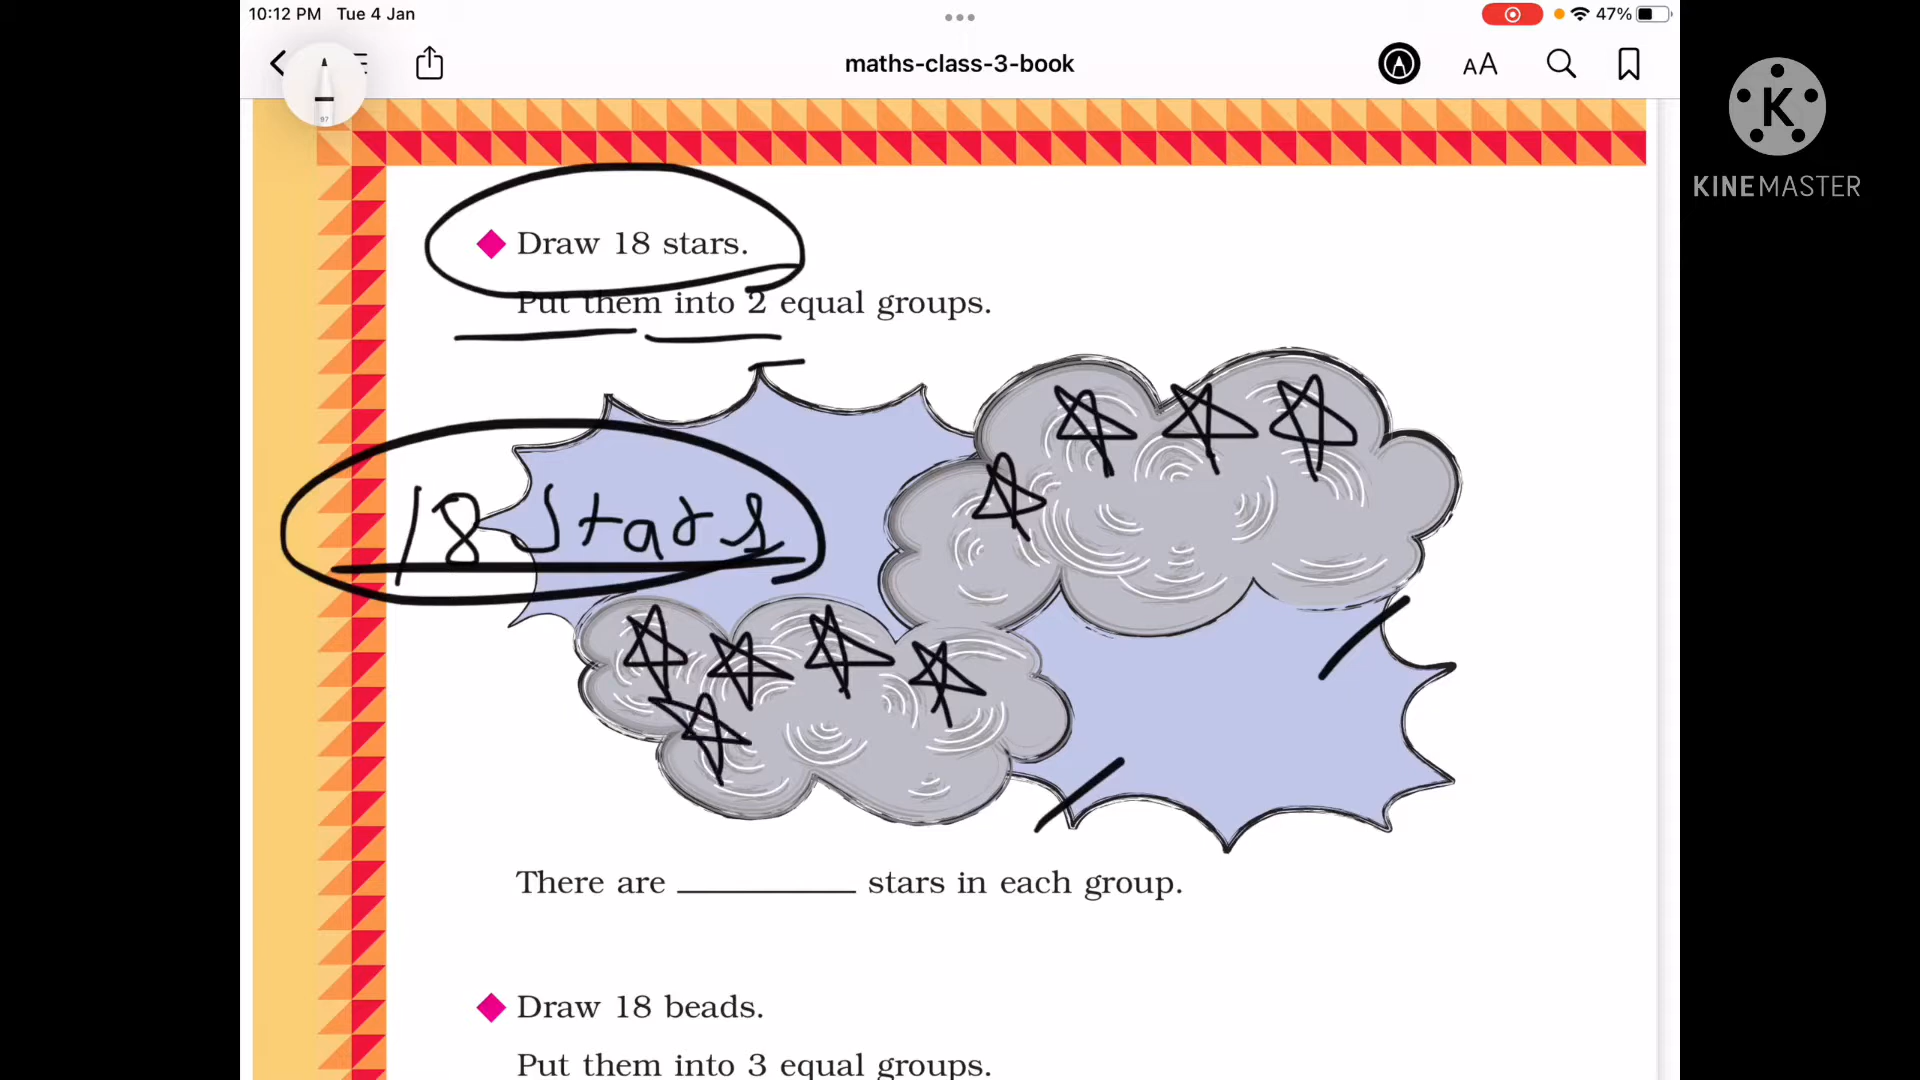 10:12 PM Tue 4 Jan
47%
maths-class-3-book
AA
97
K
KINEMASTER
Draw 18 stars.
Put them into 2 equal groups.
18 stars
There are __________ stars in each group.
Draw 18 beads.
Put them into 3 equal groups.